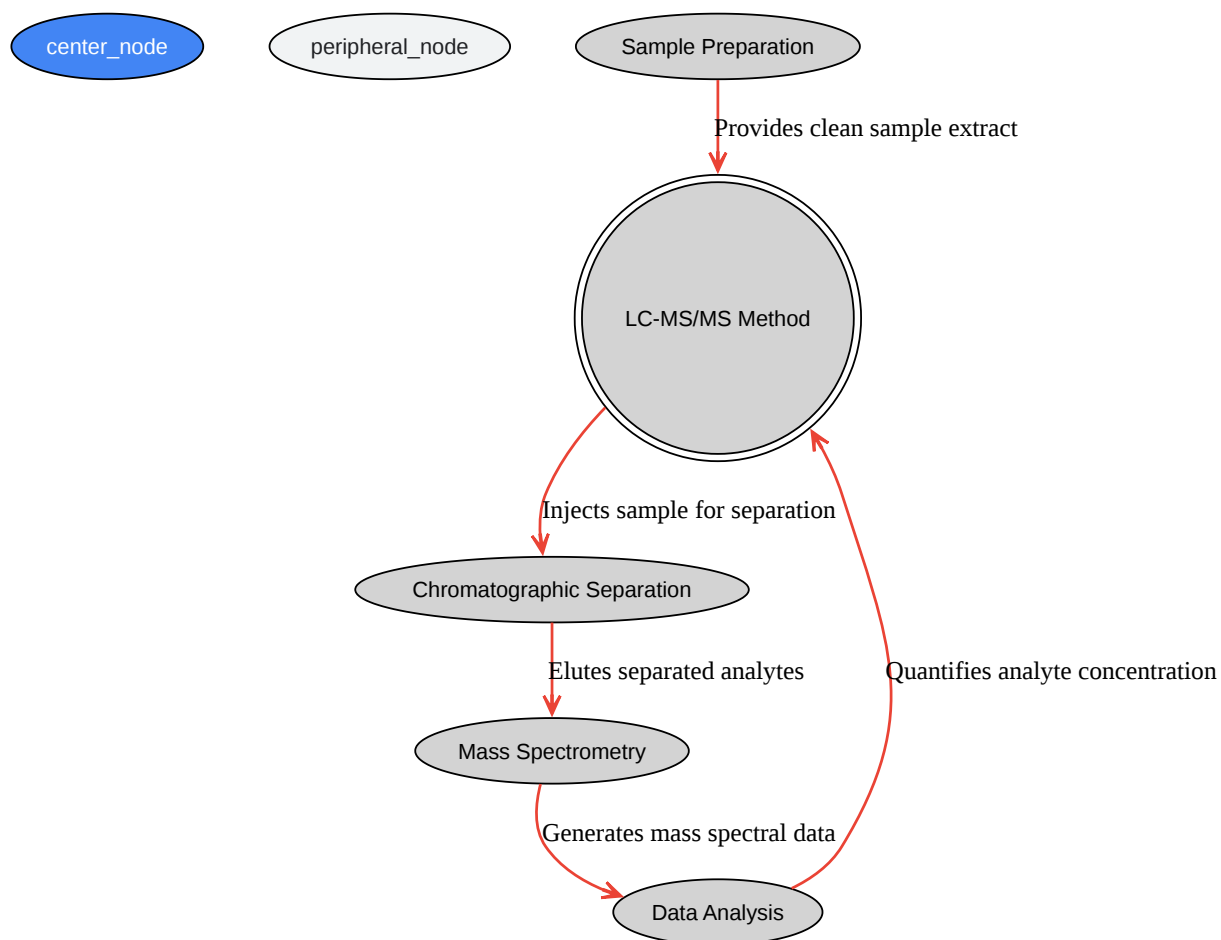 center_node
peripheral_node
Sample Preparation
Provides clean sample extract
LC-MS/MS Method
Injects sample for separation
Chromatographic Separation
Elutes separated analytes
Quantifies analyte concentration
Mass Spectrometry
Generates mass spectral data
Data Analysis